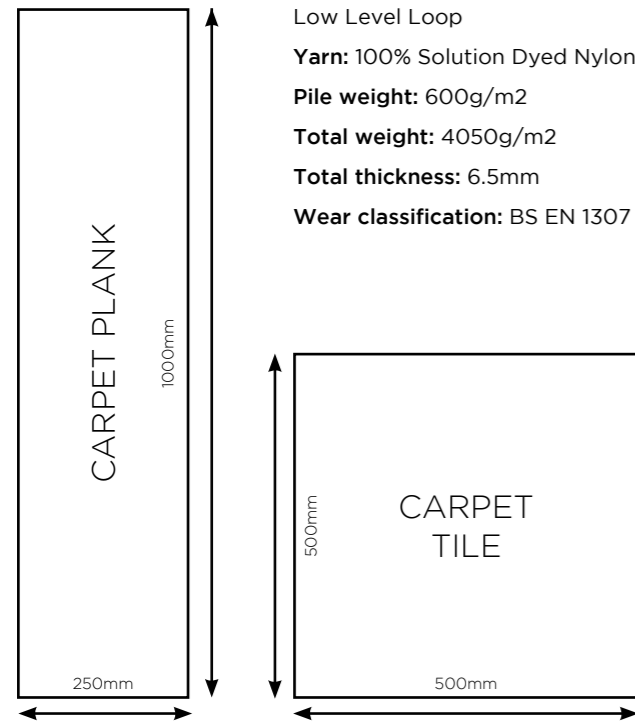 Low Level Loop
Yarn: 100% Solution Dyed Nylon
Pile weight: 600g/m2
Total weight: 4050g/m2
Total thickness: 6.5mm
Wear classification: BS EN 1307
CARPET PLANK
1000mm
250mm
CARPET
TILE
500mm
500mm